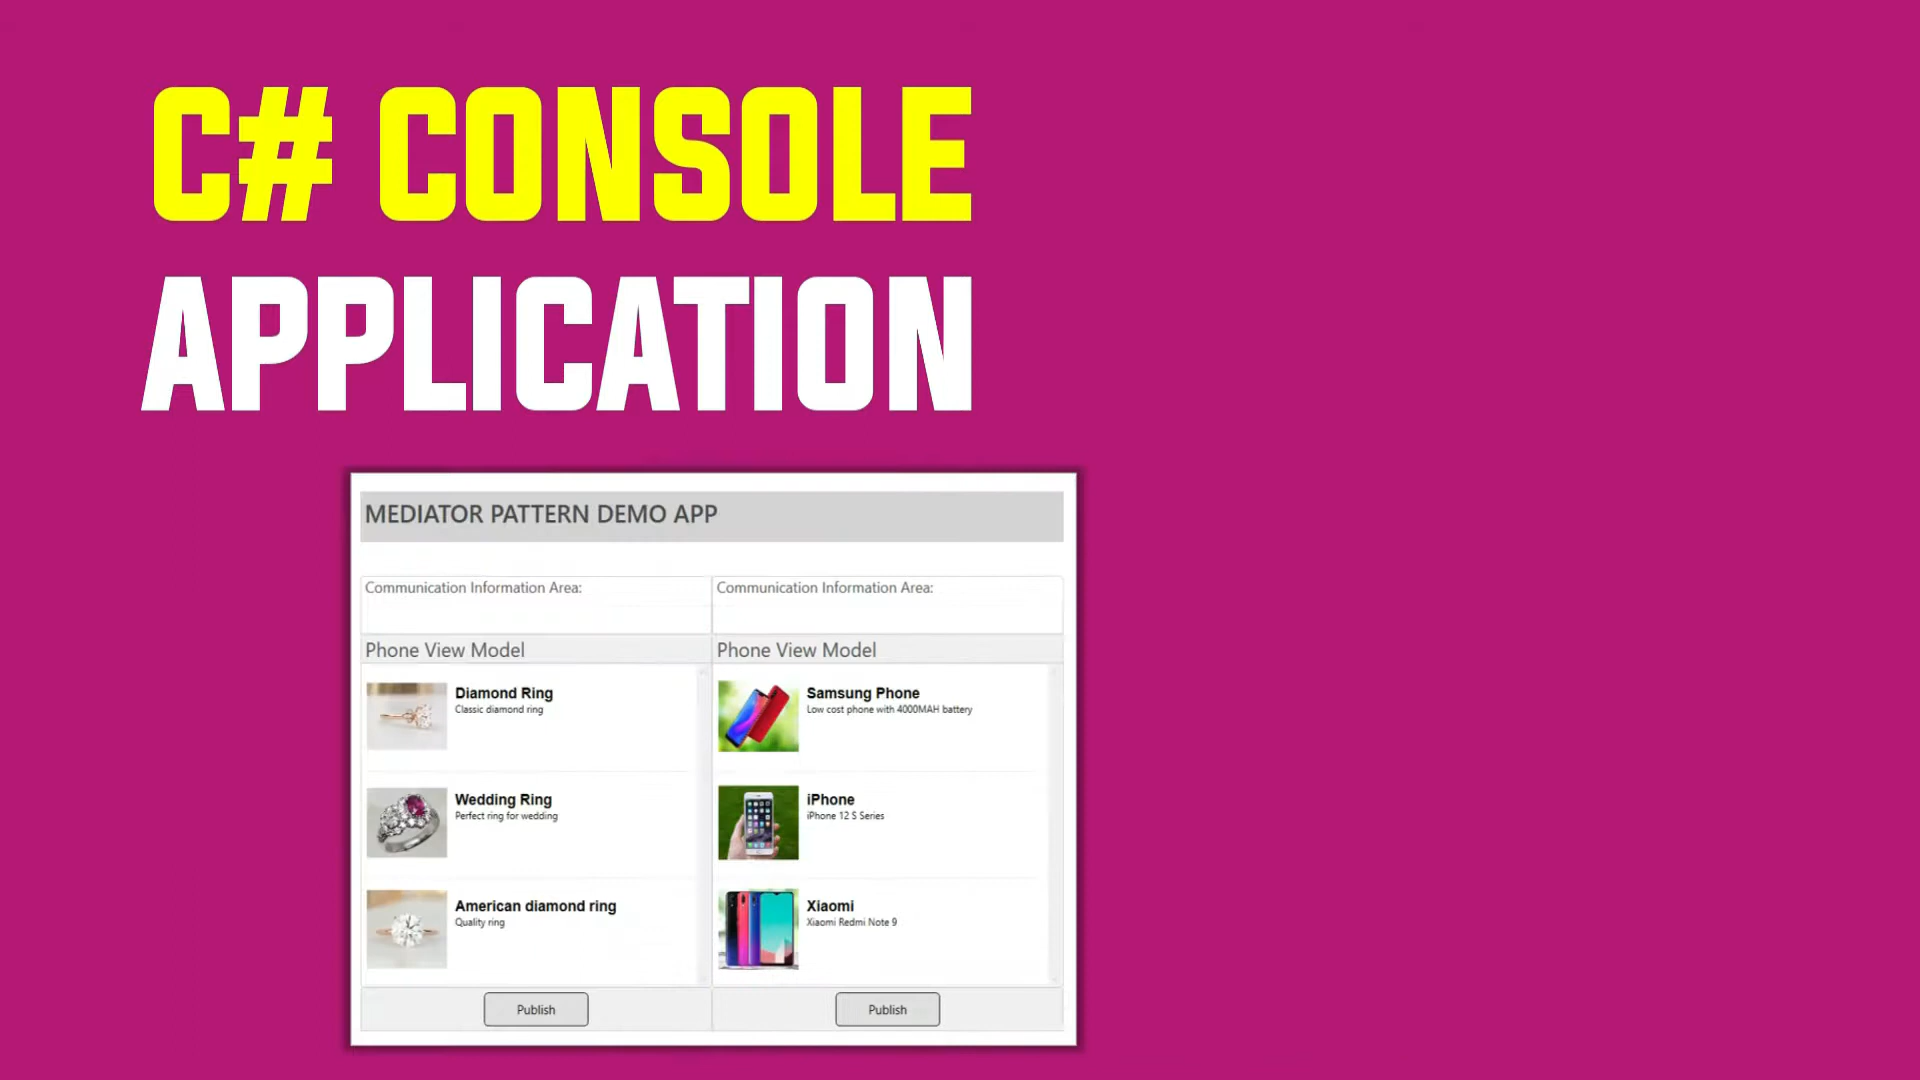 C# CONSOLE
APPLICATION
MEDIATOR PATTERN DEMO APP
Communication Information Area:
Phone View Model
Diamond Ring
Classic diamond ring
Wedding Ring
Perfect ring for wedding
American diamond ring
Quality ring
Publish
Communication Information Area:
Phone View Model
Samsung Phone
Low cost phone with 4000MAH battery
iPhone
iPhone 12 S Series
Xiaomi
Xiaomi Redmi Note 9
Publish